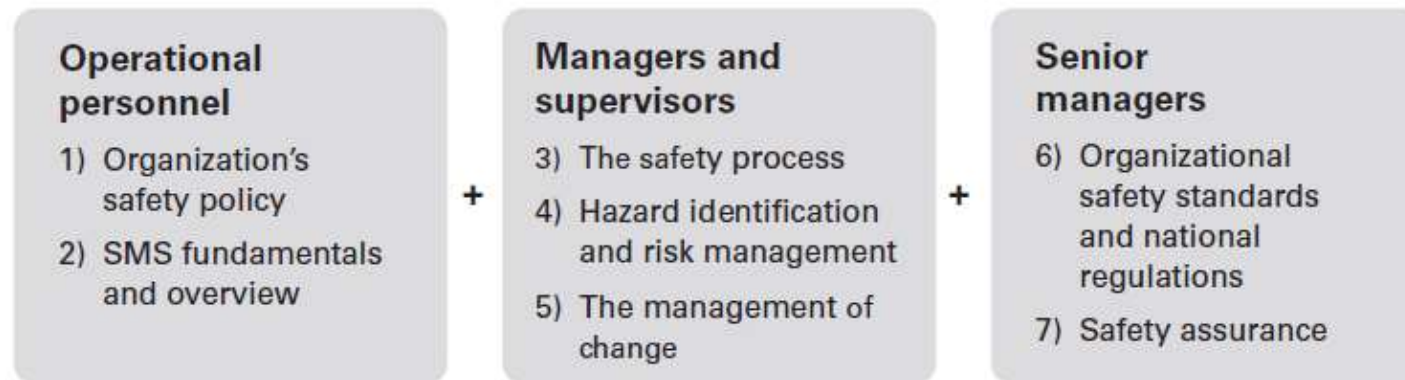 Operational
personnel
1) Organization's
safety policy
2) SMS fundamentals
and overview
+
Managers and
supervisors
3) The safety process
4) Hazard identification
and risk management
5) The management of
change
+
Senior
managers
6) Organizational
safety standards
and national
regulations
7) Safety assurance